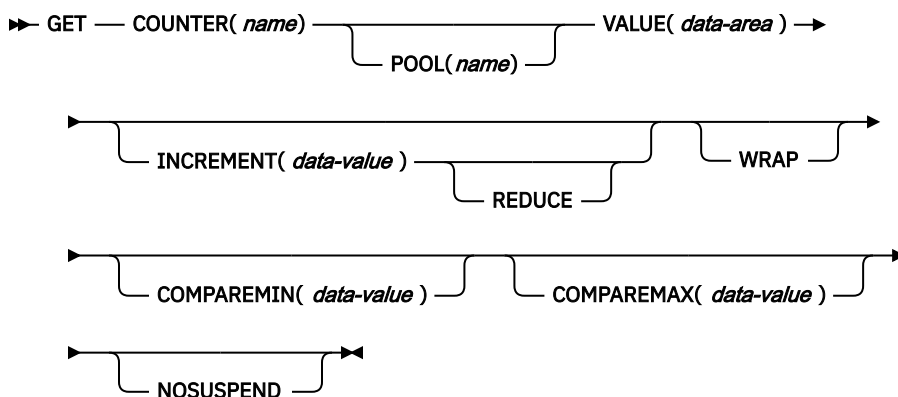 GET COUNTER( name) VALUE( data-area )
POOL(name)
INCREMENT( data-value ) WRAP
REDUCE
COMPAREMIN( data-value ) COMPAREMAX( data-value )
NOSUSPEND